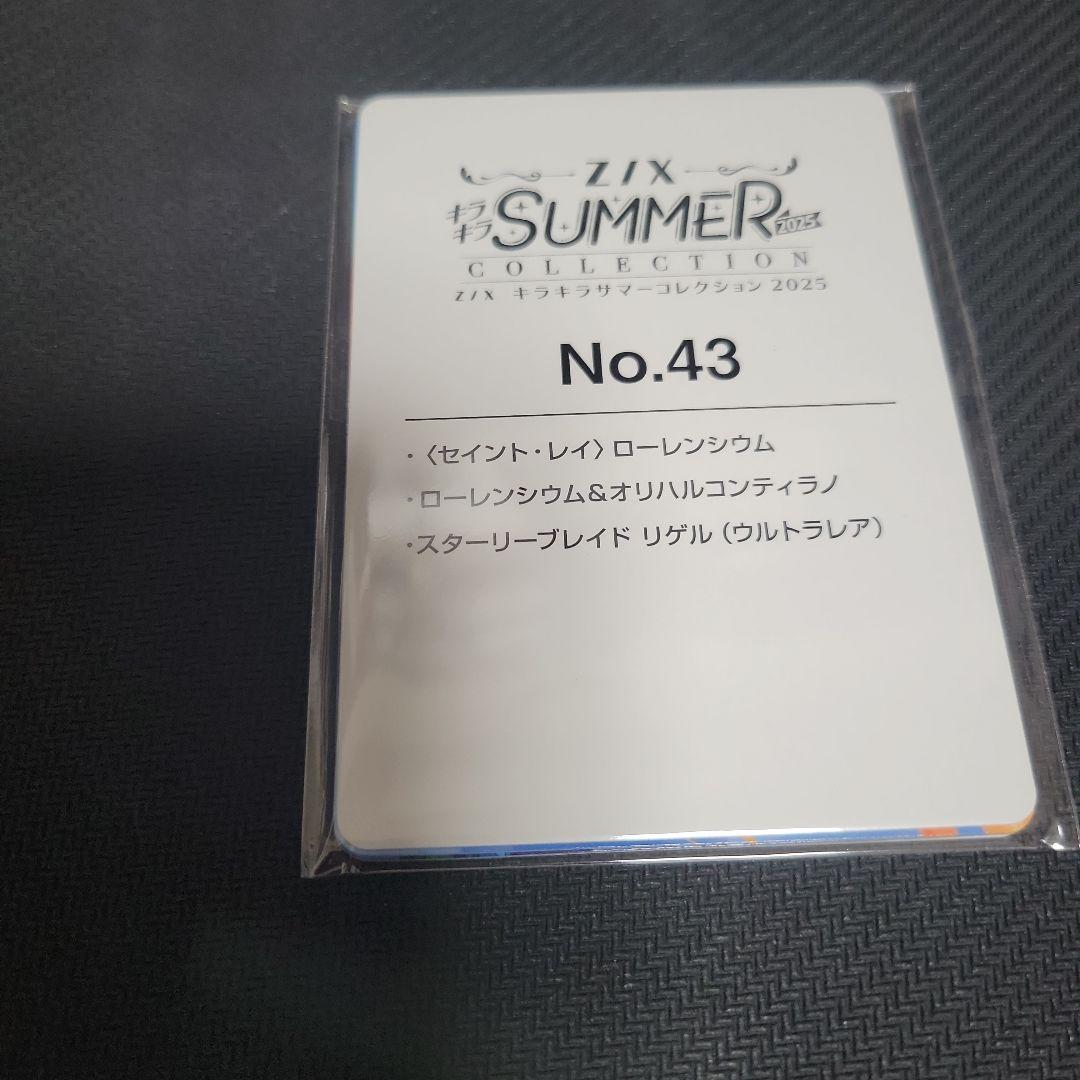 Z/X
キラキラ SUMMER 2025
COLLECTION
Z/X キラキラサマーコレクション 2025
No.43
・〈セイント・レイ〉ローレンシウム
・ローレンシウム＆オリハルコンティラノ
・スターリーブレイド リゲル（ウルトラレア）